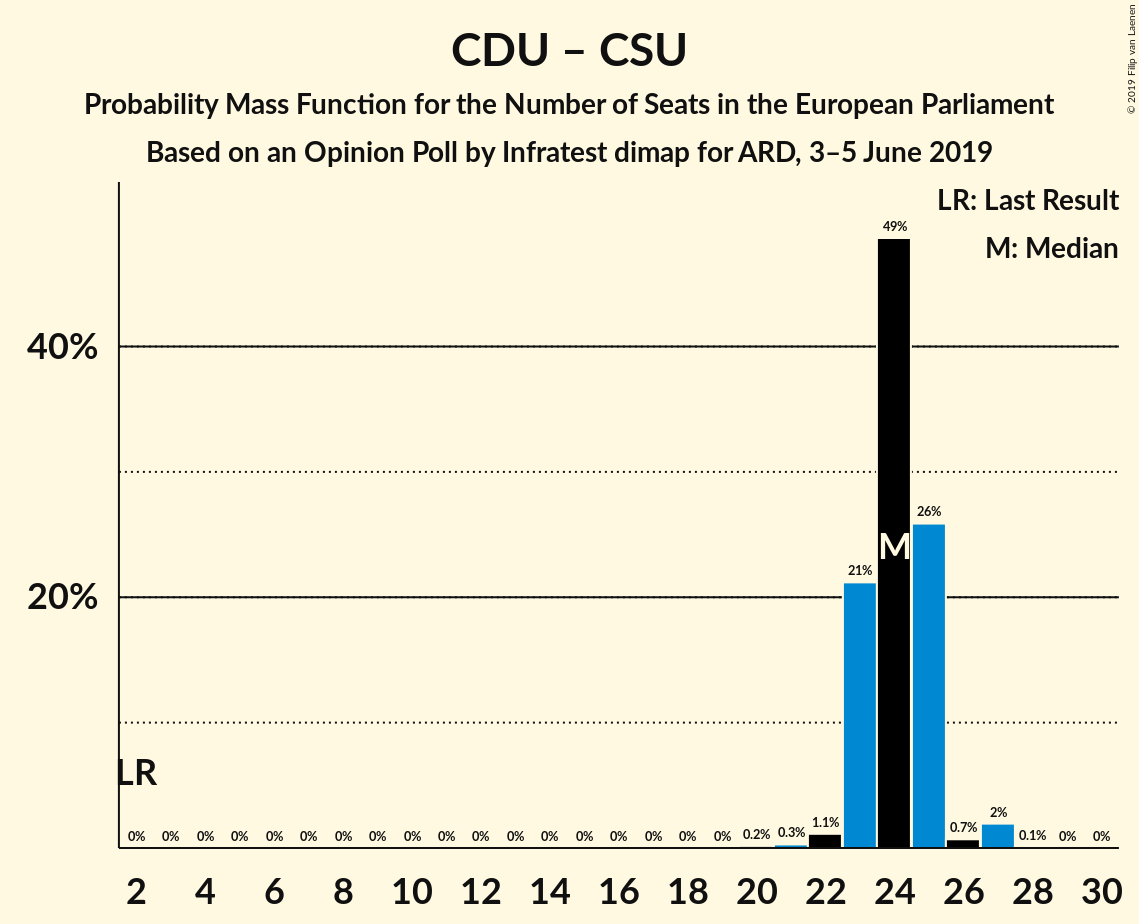 CDU – CSU
Probability Mass Function for the Number of Seats in the European Parliament
Based on an Opinion Poll by Infratest dimap for ARD, 3–5 June 2019
© 2019 Filip van Laenen
LR: Last Result
M: Median
40%
20%
49%
26%
21%
M
LR
0% 0% 0% 0% 0% 0% 0% 0% 0% 0% 0% 0% 0% 0% 0% 0% 0% 0% 0.2% 0.3% 1.1% 0.7% 2% 0.1% 0% 0%
2 4 6 8 10 12 14 16 18 20 22 24 26 28 30